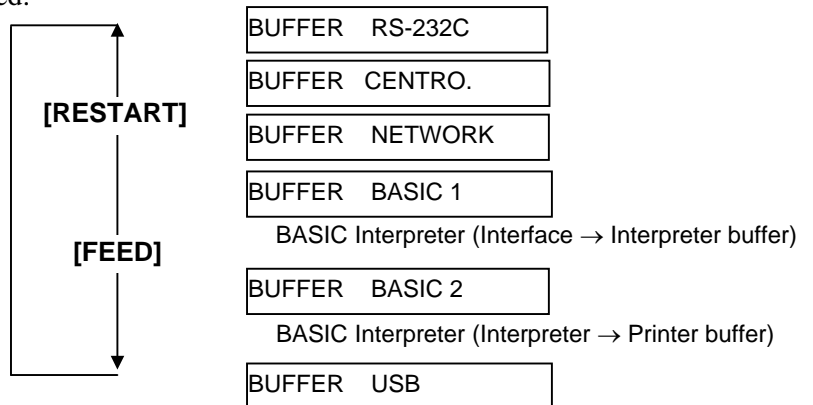 ed.
BUFFER RS-232C
BUFFER CENTRO.
[RESTART]
BUFFER NETWORK
BUFFER BASIC 1
BASIC Interpreter (Interface → Interpreter buffer)
[FEED]
BUFFER BASIC 2
BASIC Interpreter (Interpreter → Printer buffer)
BUFFER USB